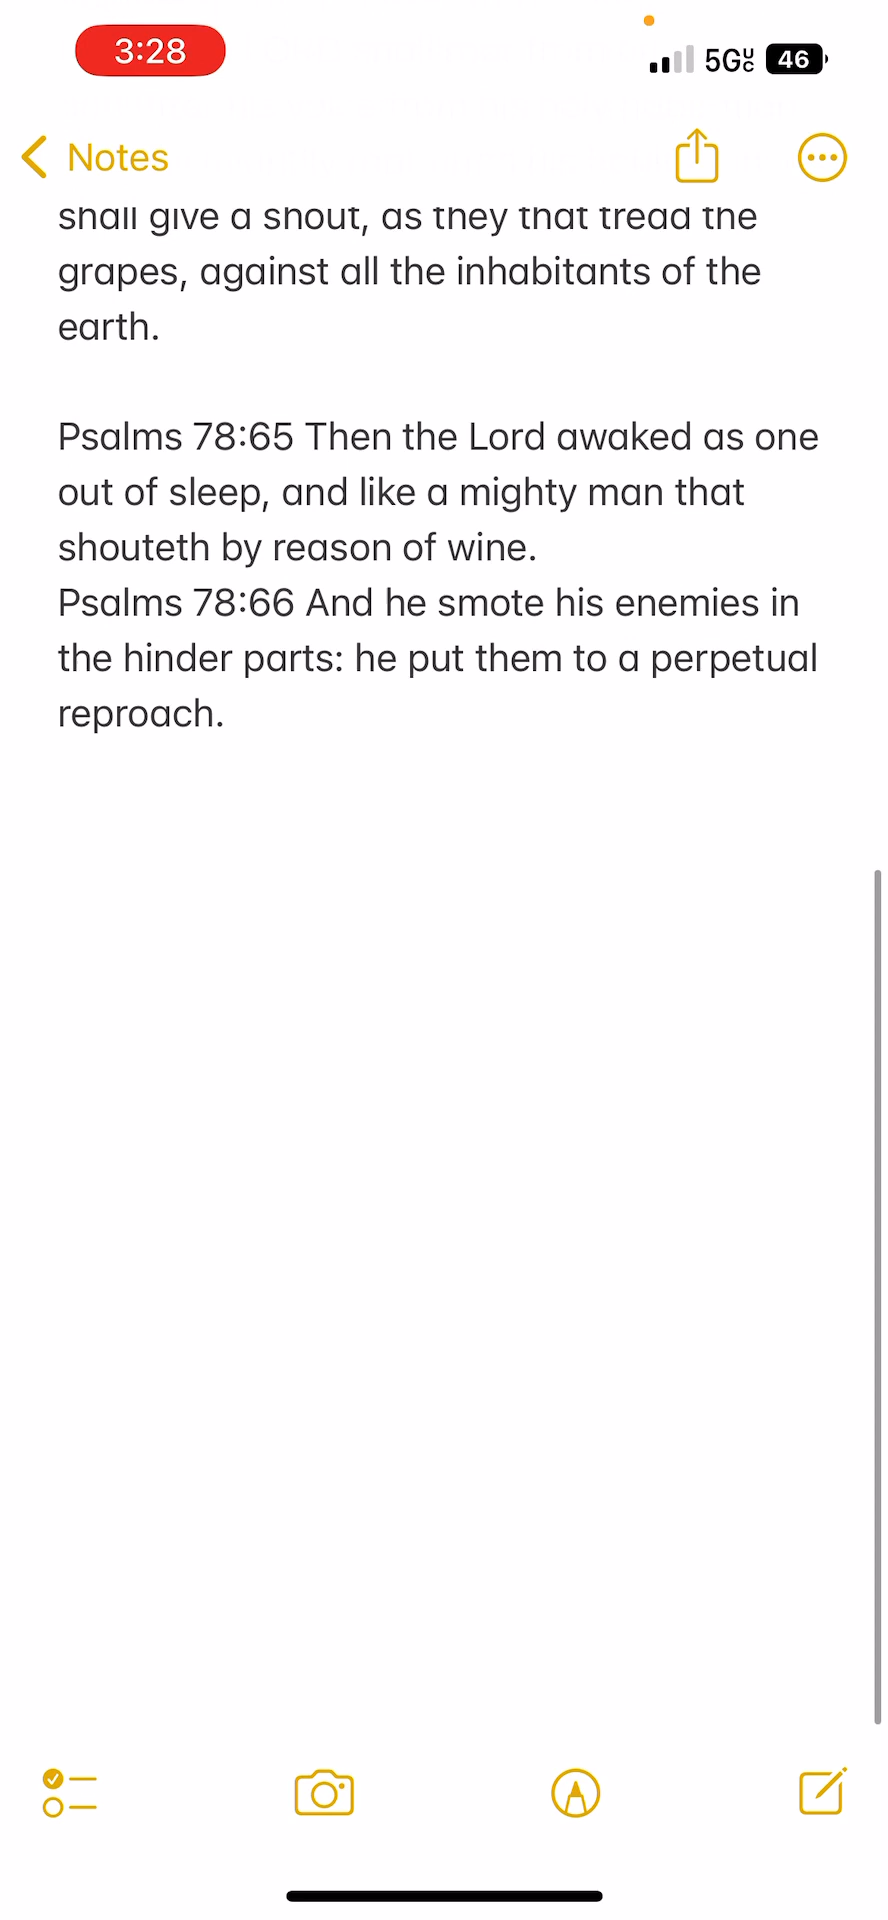 3:28
5G UC 46
Notes
shall give a shout, as they that tread the
grapes, against all the inhabitants of the
earth.
Psalms 78:65 Then the Lord awaked as one
out of sleep, and like a mighty man that
shouteth by reason of wine.
Psalms 78:66 And he smote his enemies in
the hinder parts: he put them to a perpetual
reproach.